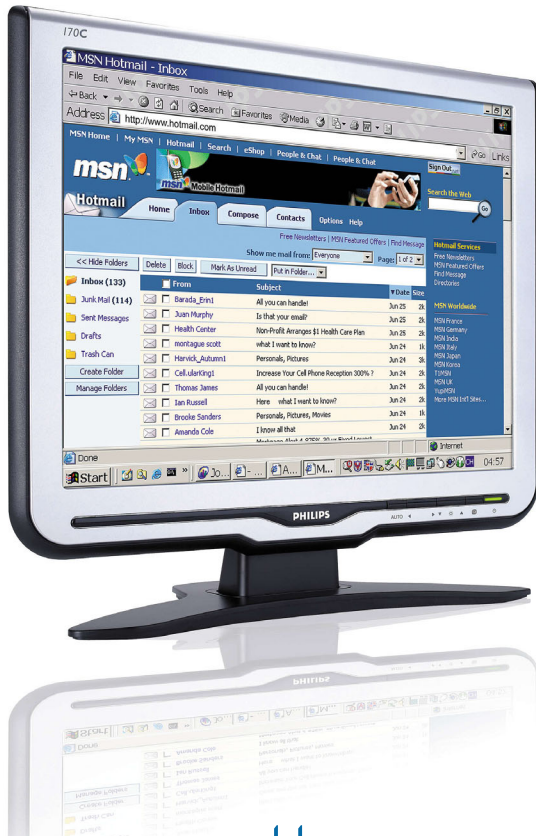 170C
MSN Hotmail - Inbox
File Edit View Favorites Tools Help
Back Search Favorites Media
Address http://www.hotmail.com Go Links
MSN Home | My MSN | Hotmail | Search | eShop | People & Chat | People & Chat
Sign Out
msn
msn Mobile Hotmail
Search the Web
Go
Hotmail
Home Inbox Compose Contacts Options Help
Free Newsletters | MSN Featured Offers | Find Message
Show me mail from: Everyone Page: 1 of 2
<< Hide Folders
Delete Block Mark As Unread Put in Folder...
From Subject Date Size
Inbox (133)
Junk Mail (114)
Sent Messages
Drafts
Trash Can
Create Folder
Manage Folders
Barada_Erin1 All you can handle! Jun 25 2k
Juan Murphy Is that your email? Jun 25 2k
Health Center Non-Profit Arranges $1 Health Care Plan Jun 25 2k
montague scott what I want to know? Jun 24 1k
Harvick_Autumn1 Personals, Pictures Jun 24 3k
Cell.ularKing1 Increase Your Cell Phone Reception 300% ? Jun 24 2k
Thomas James All you can handle! Jun 24 2k
Ian Russell Here what I want to know? Jun 24 2k
Brooke Sanders Personals, Pictures, Movies Jun 24 1k
Amanda Cole I know all that Jun 24 2k
Hotmail Services
Free Newsletters
MSN Featured Offers
Find Message
Directories
MSN Worldwide
MSN France
MSN Germany
MSN India
MSN Italy
MSN Japan
MSN Korea
T1MSN
MSN UK
YupiMSN
More MSN Int'l Sites...
Done Internet
Start Jo... - ... A... M... CH 04:57
PHILIPS
AUTO